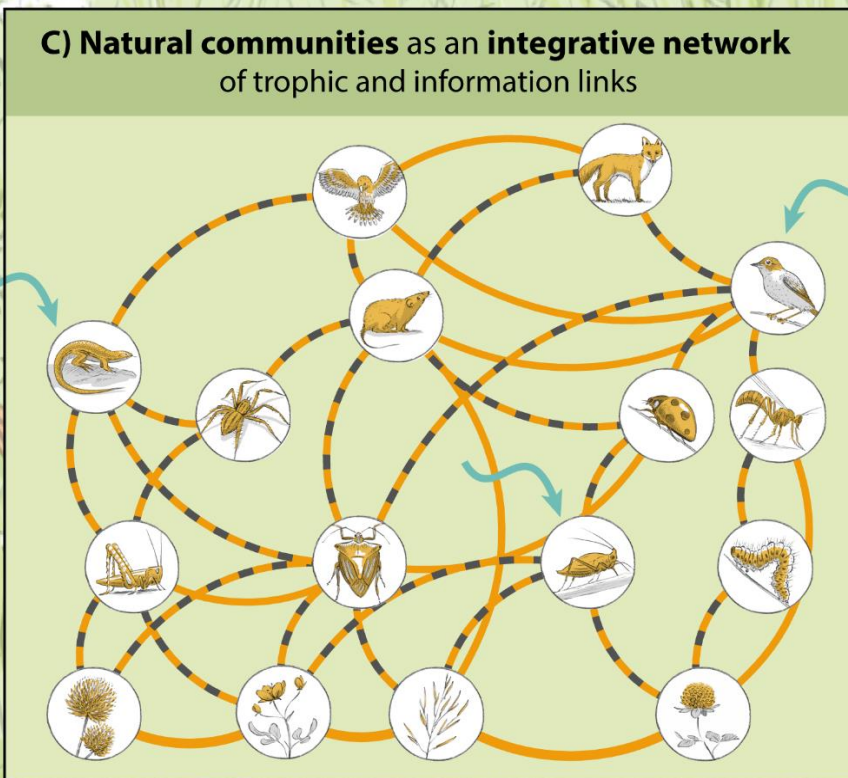 C) Natural communities as an integrative network
of trophic and information links